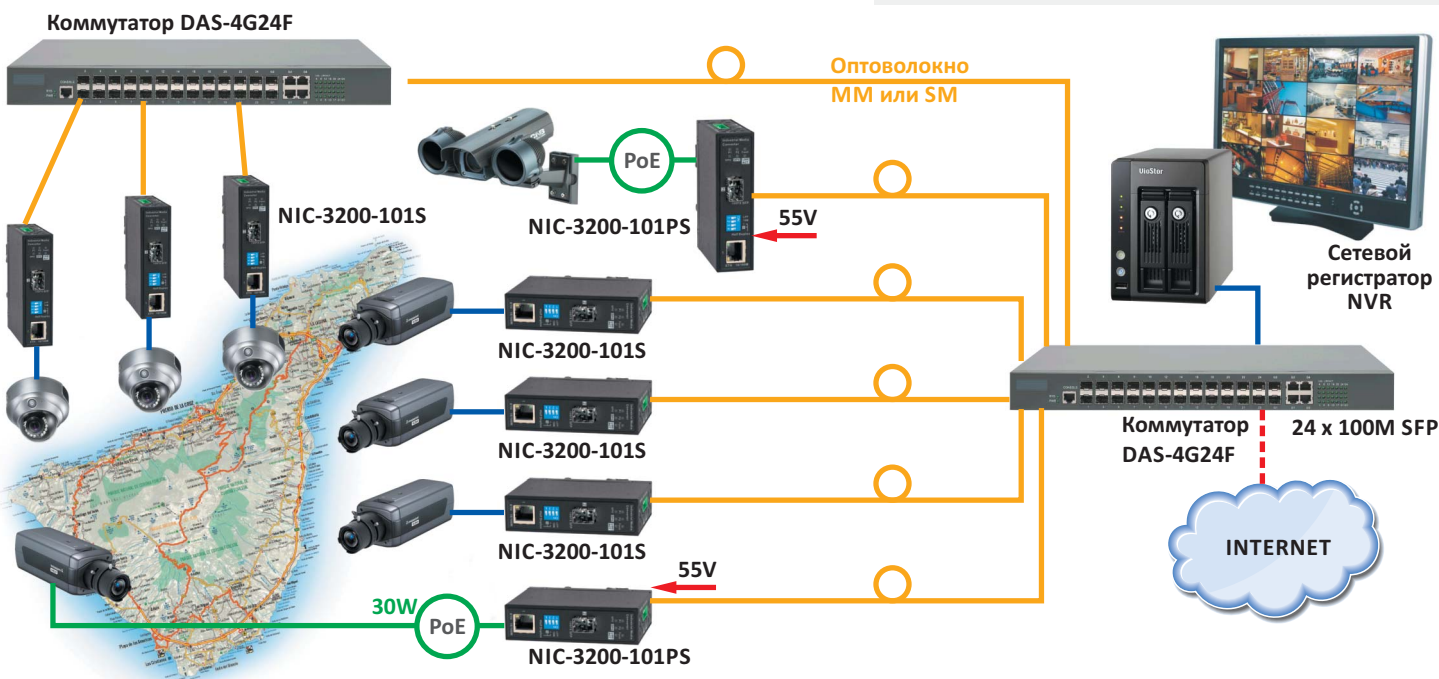 Коммутатор DAS-4G24F
Оптоволокно
ММ или SM
PoE
NIC-3200-101PS
55V
NIC-3200-101S
VioStor
Сетевой
регистратор
NVR
NIC-3200-101S
NIC-3200-101S
NIC-3200-101S
Коммутатор
DAS-4G24F
24 x 100M SFP
INTERNET
55V
30W
PoE
NIC-3200-101PS